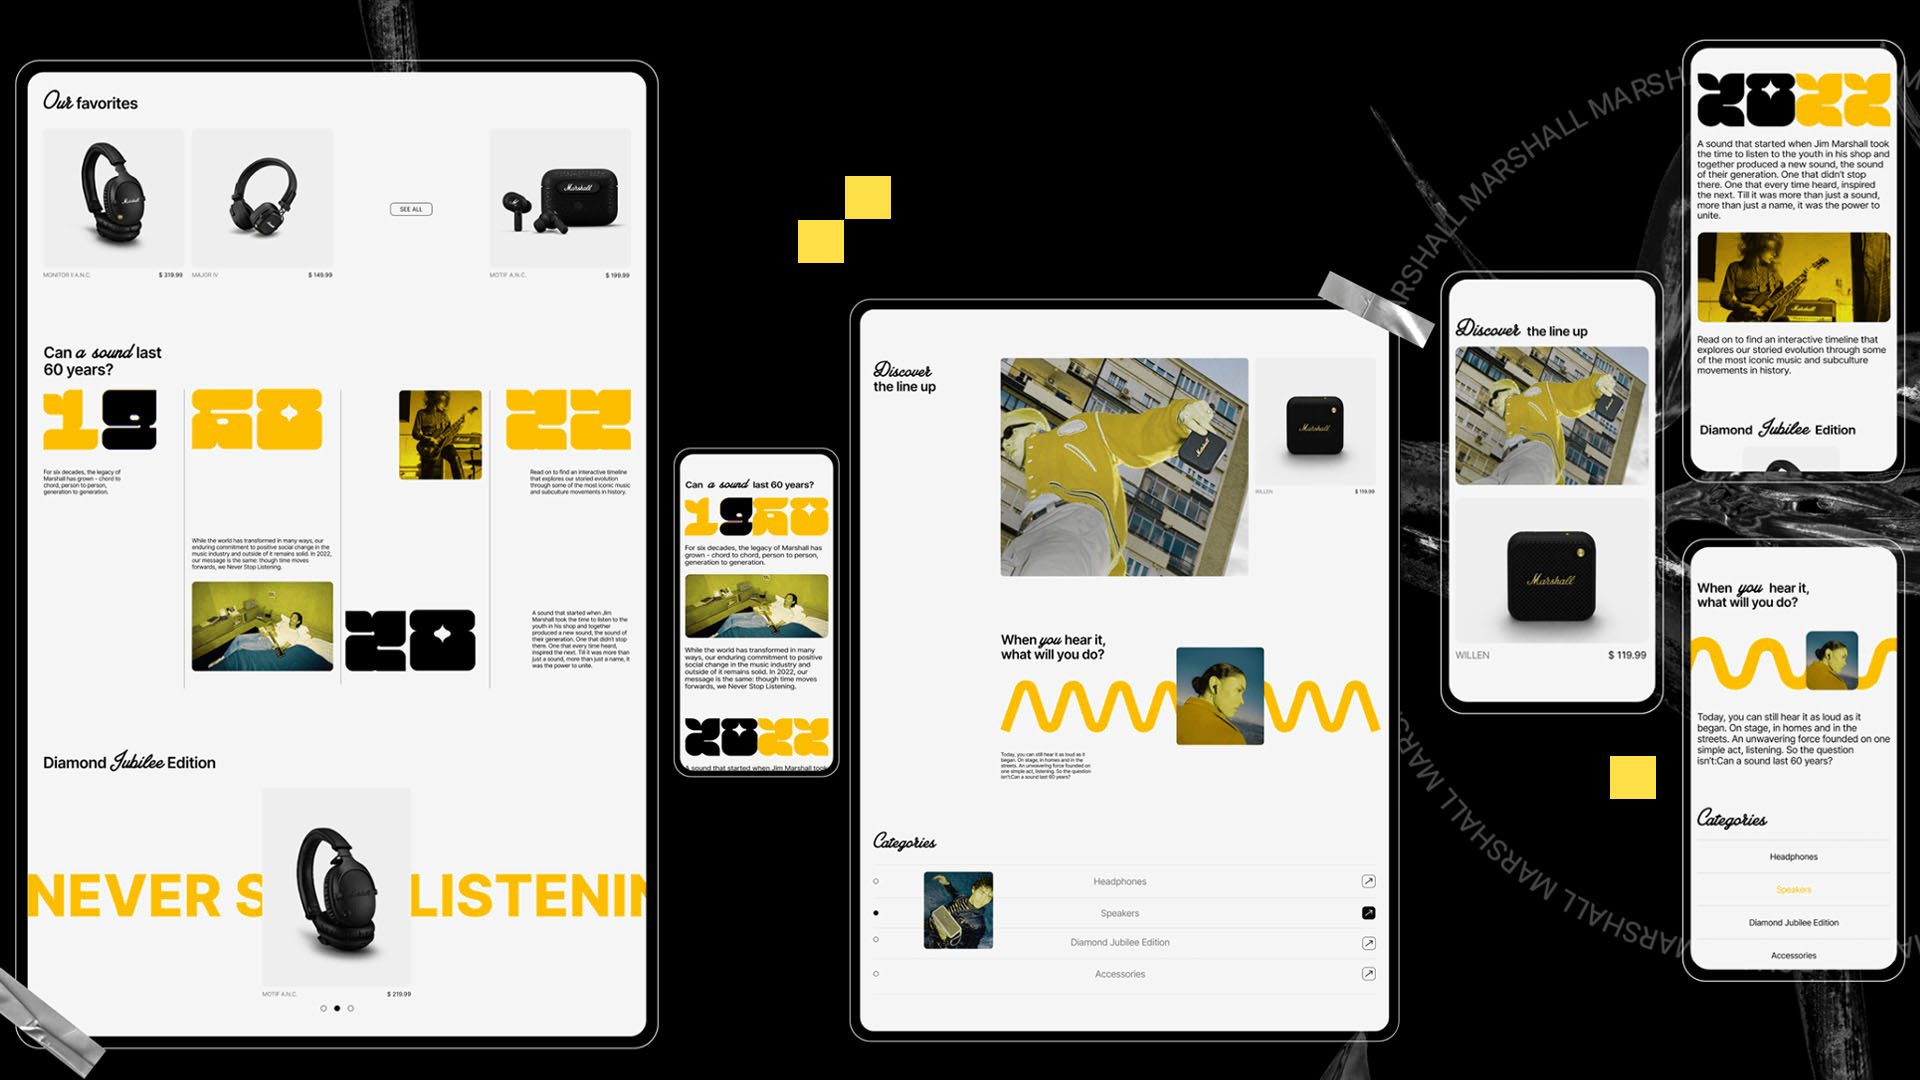 Our favorites
SEE ALL
Marshall
MONITOR II A.N.C.
$ 319.99
MAJOR IV
$ 149.99
MOTIF A.N.C.
$ 199.99
Can a sound last
60 years?
19
60
22
For six decades, the legacy of
Marshall has grown - chord to
chord, person to person,
generation to generation.
Read on to find an interactive timeline
that explores our storied evolution
through some of the most iconic music
and subculture movements in history.
While the world has transformed in many ways, our
enduring commitment to positive social change in the
music industry and outside of it remains solid. In 2022,
our message is the same: though time moves
forwards, we Never Stop Listening.
20
A sound that started when Jim
Marshall took the time to listen to the
youth in his shop and together
produced a new sound, the sound of
their generation. One that didn't stop
there. One that every time heard,
inspired the next. Till it was more than
just a sound, more than just a name, it
was the power to unite.
Diamond Jubilee Edition
NEVER S
LISTENIN
MOTIF A.N.C.
$ 219.99
Can a sound last 60 years?
1960
For six decades, the legacy of Marshall has
grown - chord to chord, person to person,
generation to generation.
While the world has transformed in many
ways, our enduring commitment to positive
social change in the music industry and
outside of it remains solid. In 2022, our
message is the same: though time moves
forwards, we Never Stop Listening.
2022
A sound that started when Jim Marshall took
Discover
the line up
Marshall
Marshall
WILLEN
$ 119.99
When you hear it,
what will you do?
Today, you can still hear it as loud as it
began. On stage, in homes and in the
streets. An unwavering force founded on
one simple act, listening. So the question
isn't:Can a sound last 60 years?
Categories
Headphones
Speakers
Diamond Jubilee Edition
Accessories
MARSHALL MARSHALL MARSH
MARSHALL MARSHALL MARSHALL MARSHALL
Discover the line up
Marshall
WILLEN
$ 119.99
2022
A sound that started when Jim Marshall took
the time to listen to the youth in his shop and
together produced a new sound, the sound
of their generation. One that didn't stop
there. One that every time heard, inspired
the next. Till it was more than just a sound,
more than just a name, it was the power to
unite.
Marshall
Read on to find an interactive timeline that
explores our storied evolution through some
of the most iconic music and subculture
movements in history.
Diamond Jubilee Edition
When you hear it,
what will you do?
Today, you can still hear it as loud as it
began. On stage, in homes and in the
streets. An unwavering force founded on one
simple act, listening. So the question
isn't:Can a sound last 60 years?
Categories
Headphones
Speakers
Diamond Jubilee Edition
Accessories